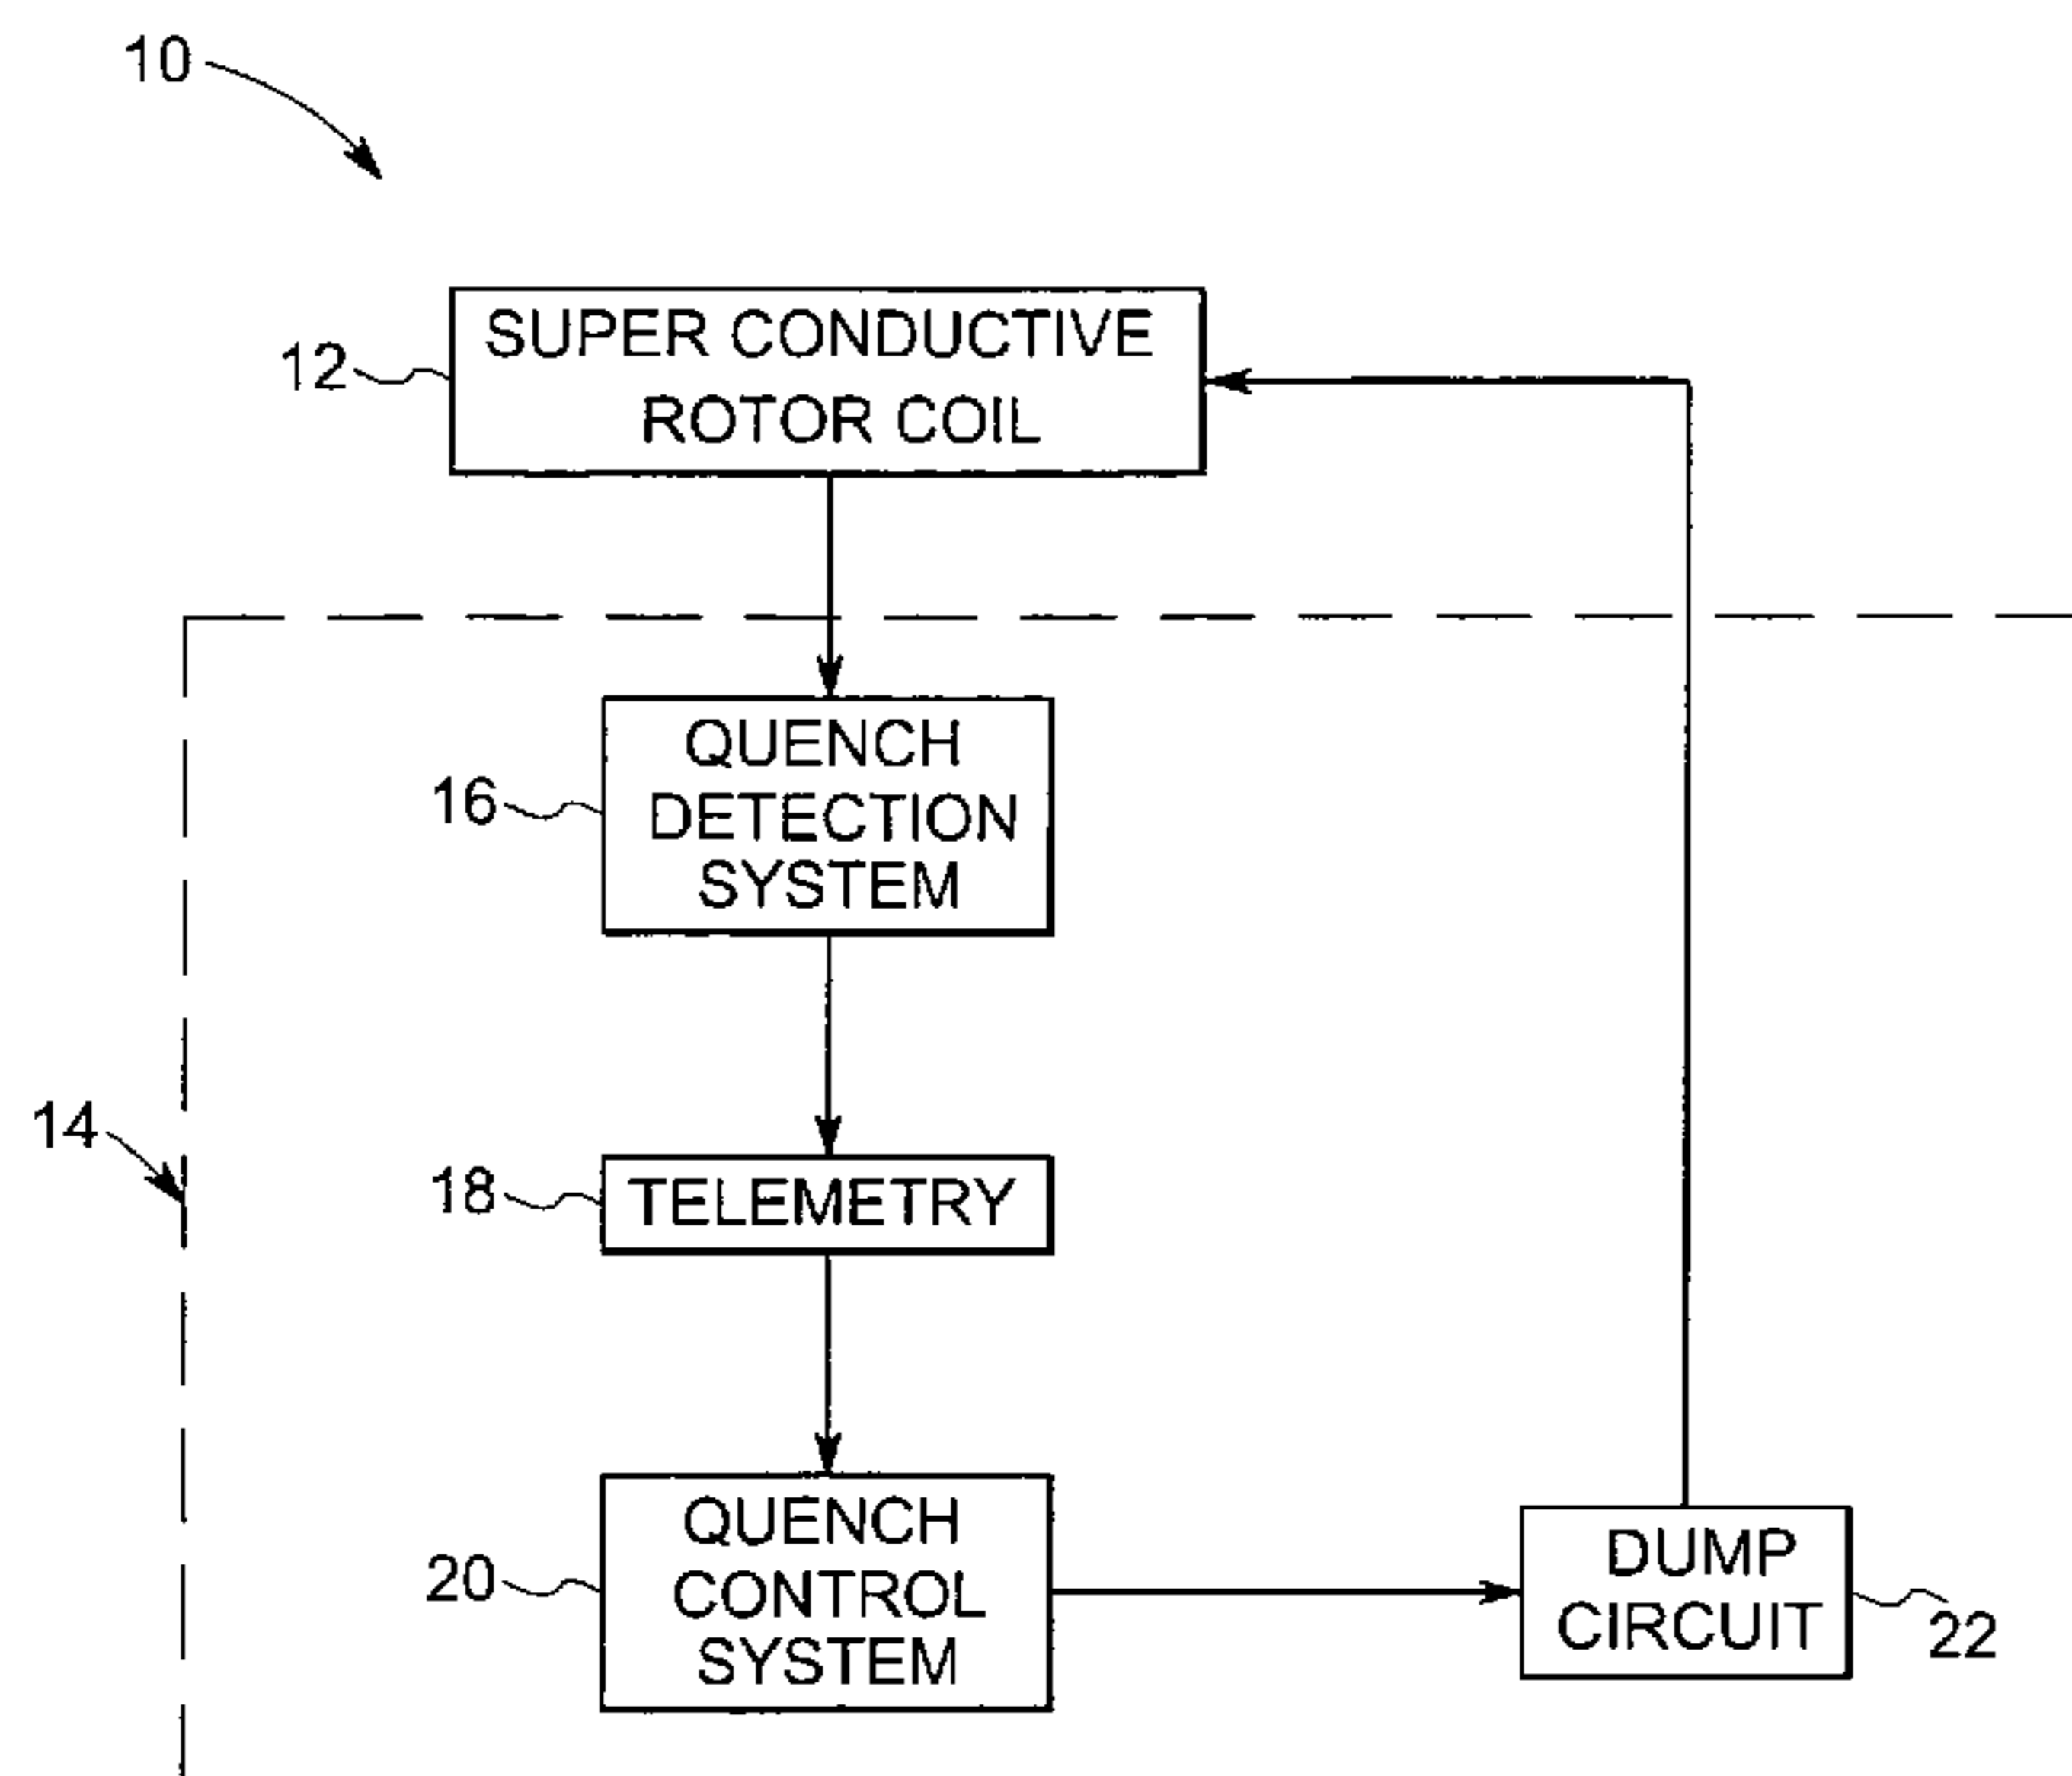 10
12
SUPER CONDUCTIVE
ROTOR COIL
16
QUENCH
DETECTION
SYSTEM
14
18
TELEMETRY
20
QUENCH
CONTROL
SYSTEM
DUMP
CIRCUIT
22